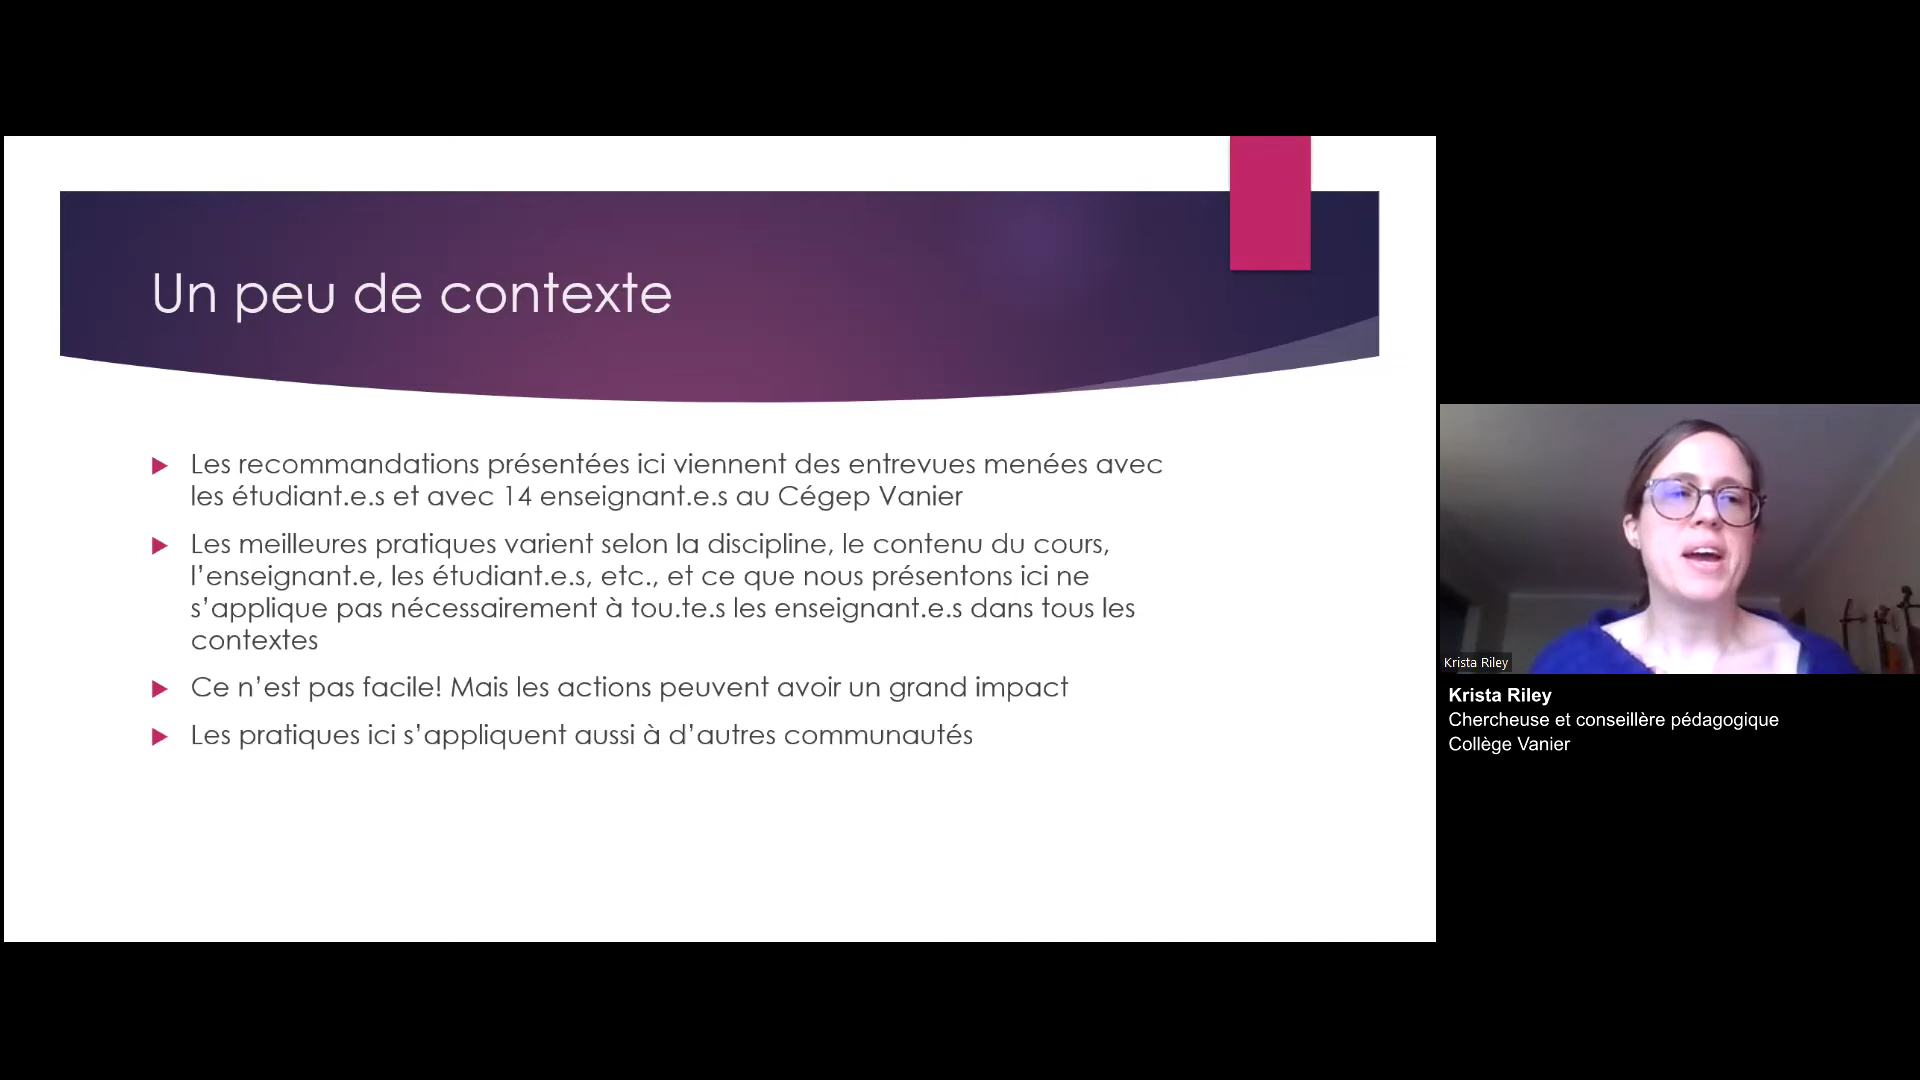 Un peu de contexte
Les recommandations présentées ici viennent des entrevues menées avec
les étudiant.e.s et avec 14 enseignant.e.s au Cégep Vanier
Les meilleures pratiques varient selon la discipline, le contenu du cours,
l’enseignant.e, les étudiant.e.s, etc., et ce que nous présentons ici ne
s’applique pas nécessairement à tou.te.s les enseignant.e.s dans tous les
contextes
Ce n’est pas facile! Mais les actions peuvent avoir un grand impact
Les pratiques ici s’appliquent aussi à d’autres communautés
Krista Riley
Krista Riley
Chercheuse et conseillère pédagogique
Collège Vanier